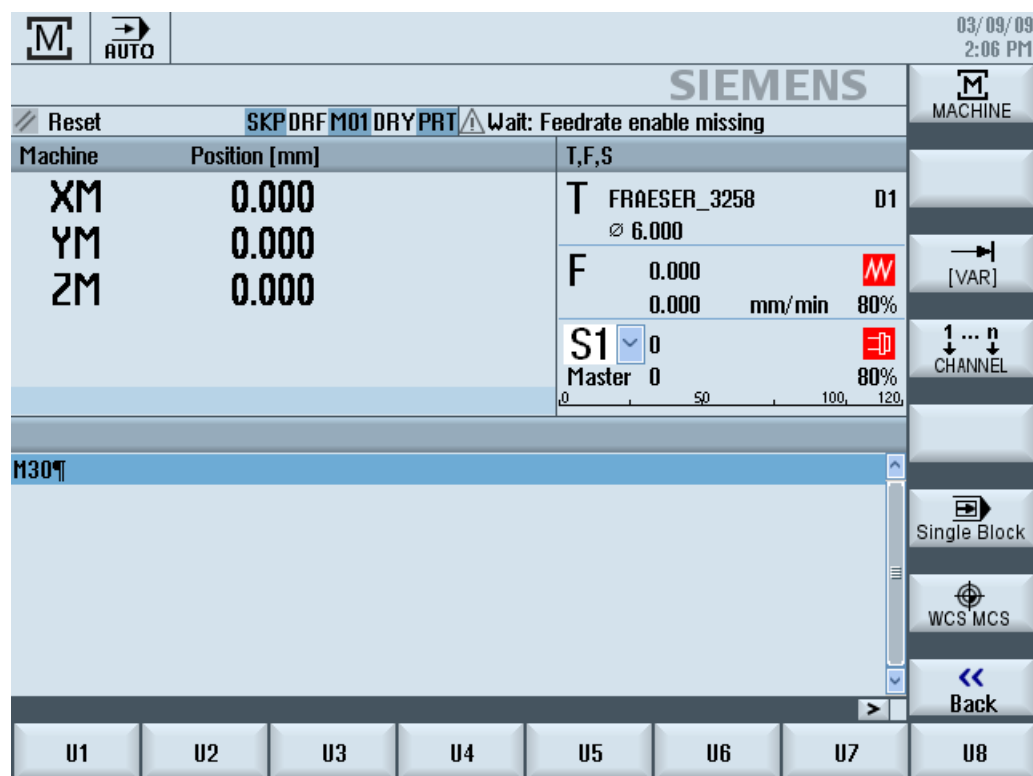 M
AUTO
03/09/09
2:06 PM
SIEMENS
Reset
SKP DRF M01 DRY PRT Wait: Feedrate enable missing
Machine Position [mm]
XM 0.000
YM 0.000
ZM 0.000
T,F,S
T FRAESER_3258 D1
⌀ 6.000
F 0.000
0.000 mm/min 80%
S1 0
Master 0 80%
0 50 100 120
M30¶
M
MACHINE
[VAR]
1 ... n
CHANNEL
Single Block
WCS MCS
<<
Back
>
U1 U2 U3 U4 U5 U6 U7 U8